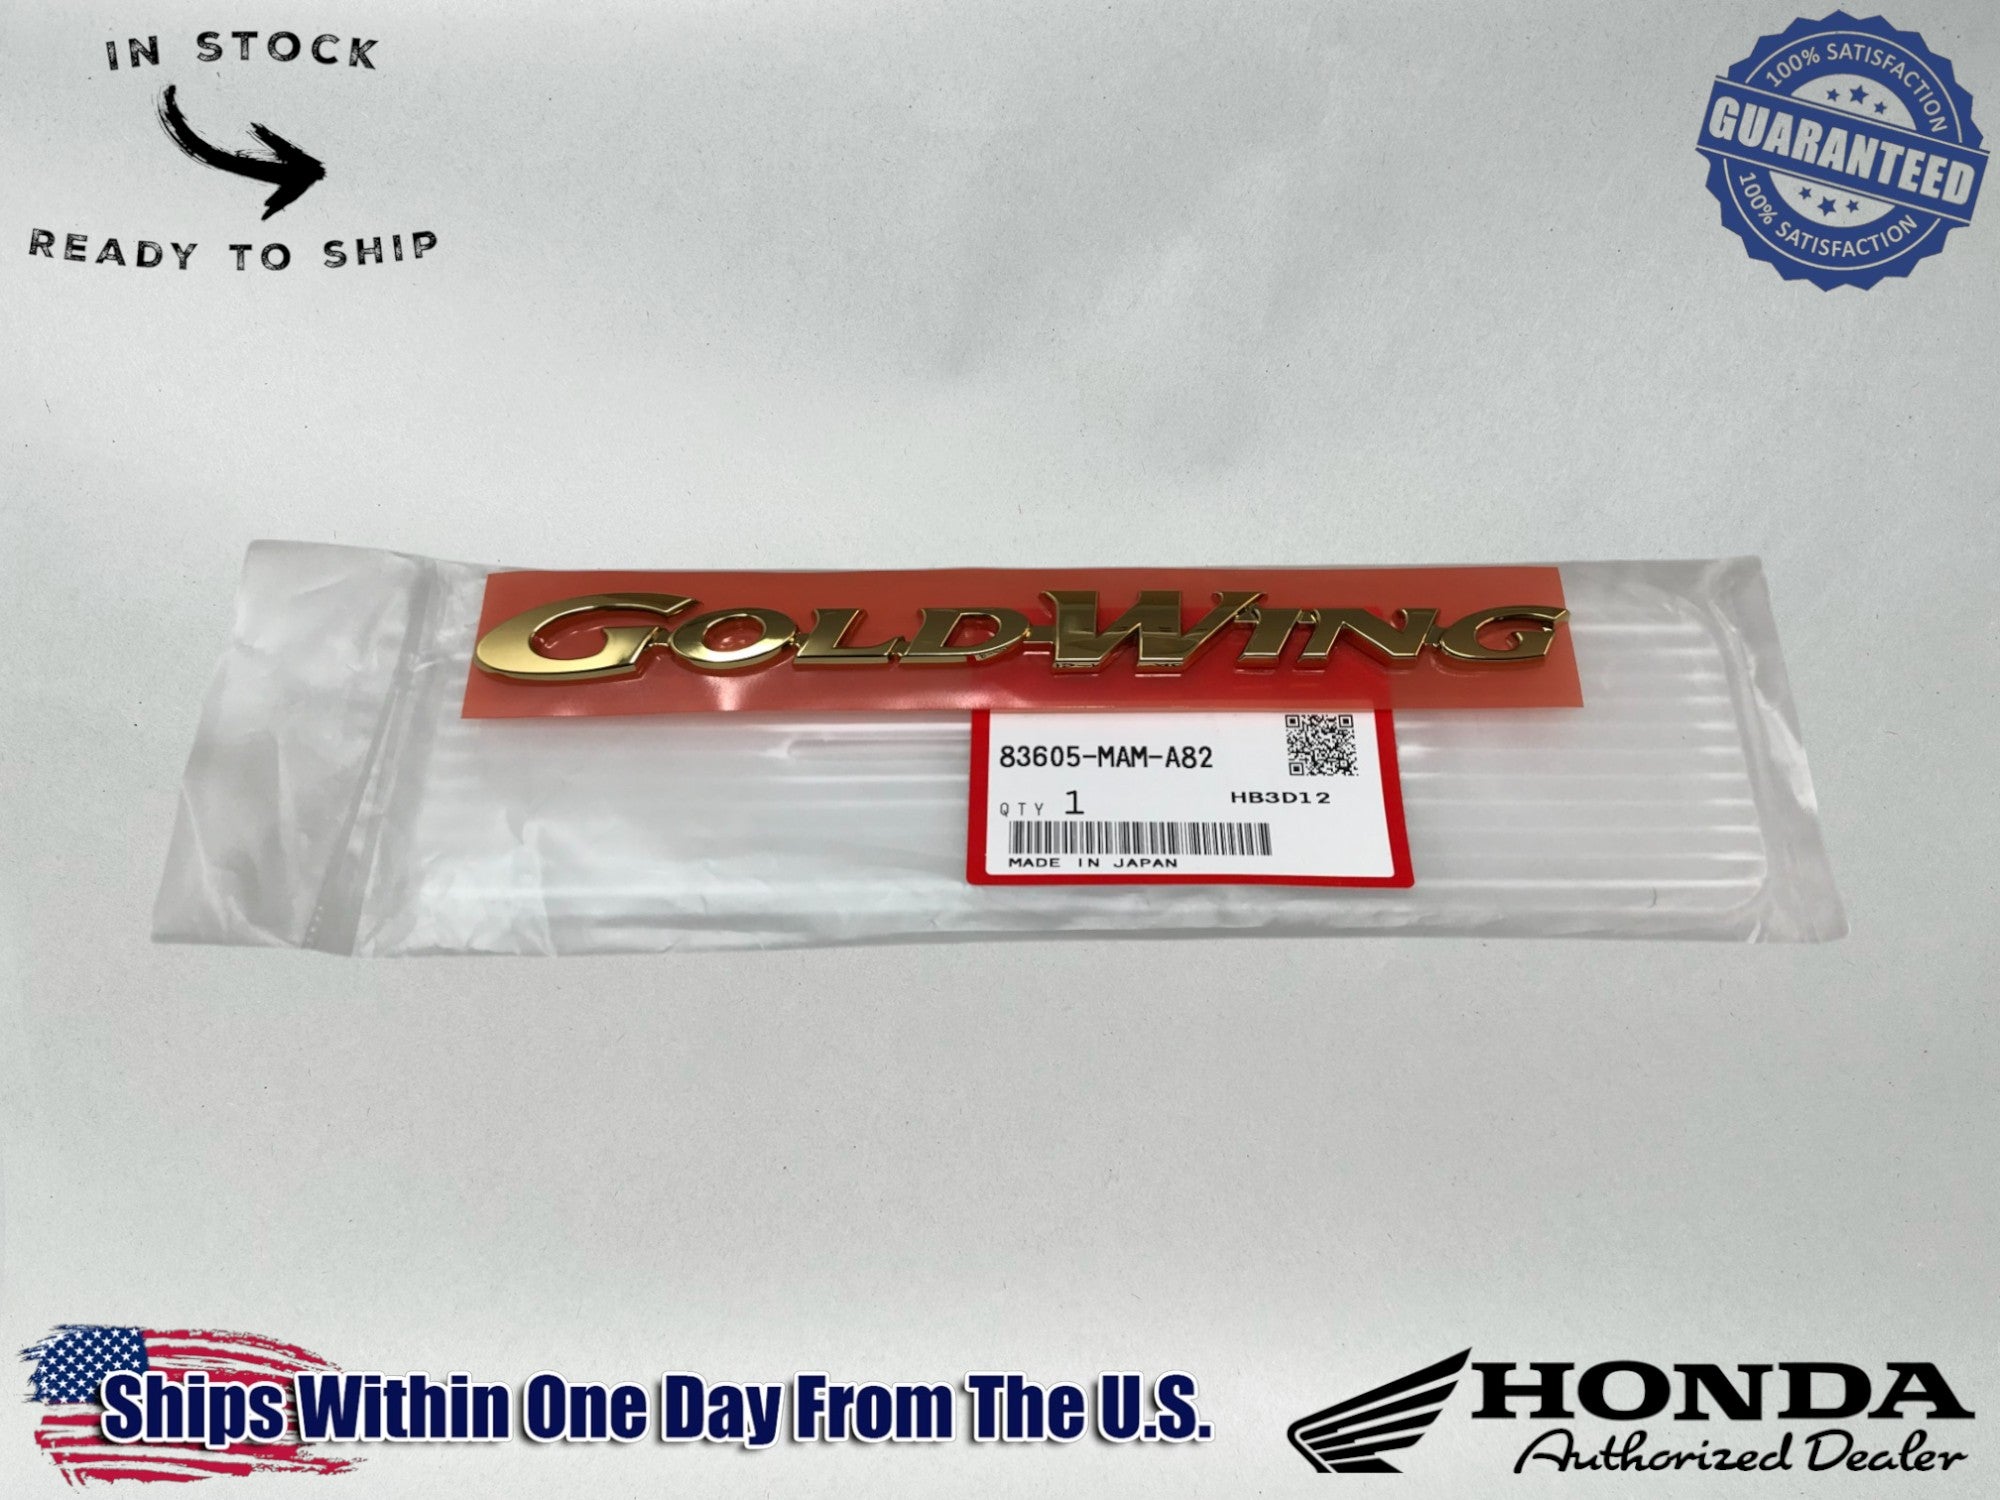 IN STOCK
READY TO SHIP
100% SATISFACTION
GUARANTEED
100% SATISFACTION
GOLDWING
83605-MAM-A82
QTY 1
HB3D12
MADE IN JAPAN
Ships Within One Day From The U.S.
HONDA
Authorized Dealer